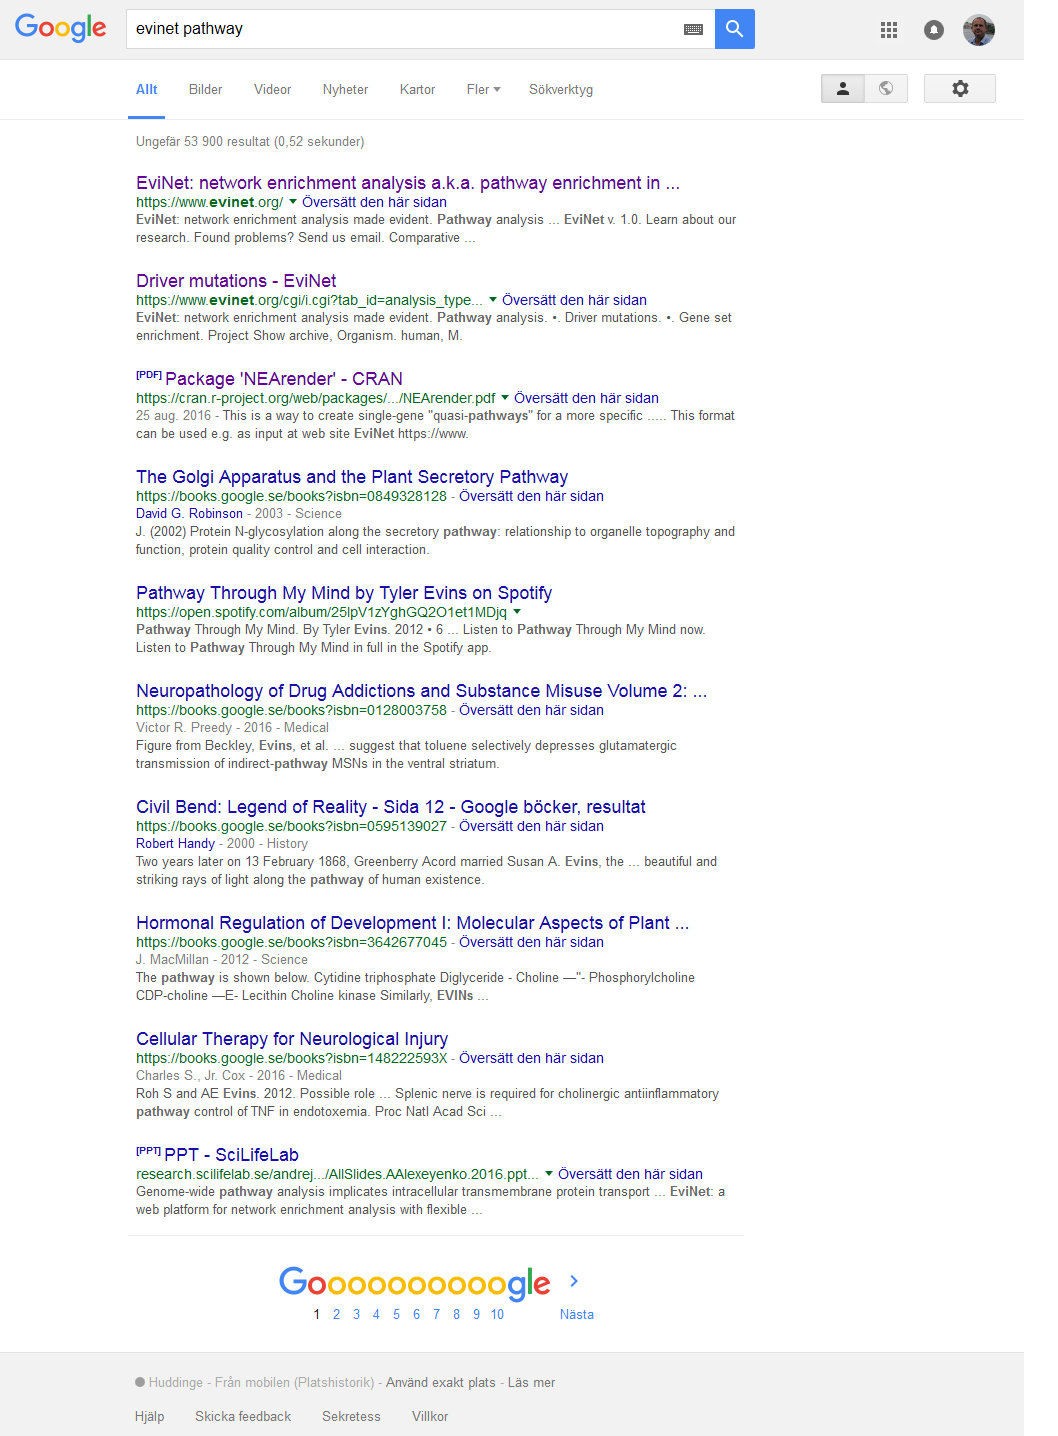 Google
evinet pathway
Allt Bilder Videor Nyheter Kartor Fler Sökverktyg
Ungefär 53 900 resultat (0,52 sekunder)
EviNet: network enrichment analysis a.k.a. pathway enrichment in ...
https://www.evinet.org/ Översätt den här sidan
EviNet: network enrichment analysis made evident. Pathway analysis ... EviNet v. 1.0. Learn about our
research. Found problems? Send us email. Comparative ...
Driver mutations - EviNet
https://www.evinet.org/cgi/i.cgi?tab_id=analysis_type... Översätt den här sidan
EviNet: network enrichment analysis made evident. Pathway analysis. •. Driver mutations. •. Gene set
enrichment. Project Show archive, Organism. human, M.
[PDF] Package 'NEArender' - CRAN
https://cran.r-project.org/web/packages/.../NEArender.pdf Översätt den här sidan
25 aug. 2016 - This is a way to create single-gene "quasi-pathways" for a more specific ..... This format
can be used e.g. as input at web site EviNet https://www.
The Golgi Apparatus and the Plant Secretory Pathway
https://books.google.se/books?isbn=0849328128 - Översätt den här sidan
David G. Robinson - 2003 - Science
J. (2002) Protein N-glycosylation along the secretory pathway: relationship to organelle topography and
function, protein quality control and cell interaction.
Pathway Through My Mind by Tyler Evins on Spotify
https://open.spotify.com/album/25lpV1zYghGQ2O1et1MDjq
Pathway Through My Mind. By Tyler Evins. 2012 • 6 ... Listen to Pathway Through My Mind now.
Listen to Pathway Through My Mind in full in the Spotify app.
Neuropathology of Drug Addictions and Substance Misuse Volume 2: ...
https://books.google.se/books?isbn=0128003758 - Översätt den här sidan
Victor R. Preedy - 2016 - Medical
Figure from Beckley, Evins, et al. ... suggest that toluene selectively depresses glutamatergic
transmission of indirect-pathway MSNs in the ventral striatum.
Civil Bend: Legend of Reality - Sida 12 - Google böcker, resultat
https://books.google.se/books?isbn=0595139027 - Översätt den här sidan
Robert Handy - 2000 - History
Two years later on 13 February 1868, Greenberry Acord married Susan A. Evins, the ... beautiful and
striking rays of light along the pathway of human existence.
Hormonal Regulation of Development I: Molecular Aspects of Plant ...
https://books.google.se/books?isbn=3642677045 - Översätt den här sidan
J. MacMillan - 2012 - Science
The pathway is shown below. Cytidine triphosphate Diglyceride - Choline —"- Phosphorylcholine
CDP-choline —E- Lecithin Choline kinase Similarly, EVINs ...
Cellular Therapy for Neurological Injury
https://books.google.se/books?isbn=148222593X - Översätt den här sidan
Charles S., Jr. Cox - 2016 - Medical
Roh S and AE Evins. 2012. Possible role ... Splenic nerve is required for cholinergic antiinflammatory
pathway control of TNF in endotoxemia. Proc Natl Acad Sci ...
[PPT] PPT - SciLifeLab
research.scilifelab.se/andrej.../AllSlides.AAlexeyenko.2016.ppt... Översätt den här sidan
Genome-wide pathway analysis implicates intracellular transmembrane protein transport ... EviNet: a
web platform for network enrichment analysis with flexible ...
Goooooooooogle
1 2 3 4 5 6 7 8 9 10 Nästa
Huddinge - Från mobilen (Platshistorik) - Använd exakt plats - Läs mer
Hjälp Skicka feedback Sekretess Villkor